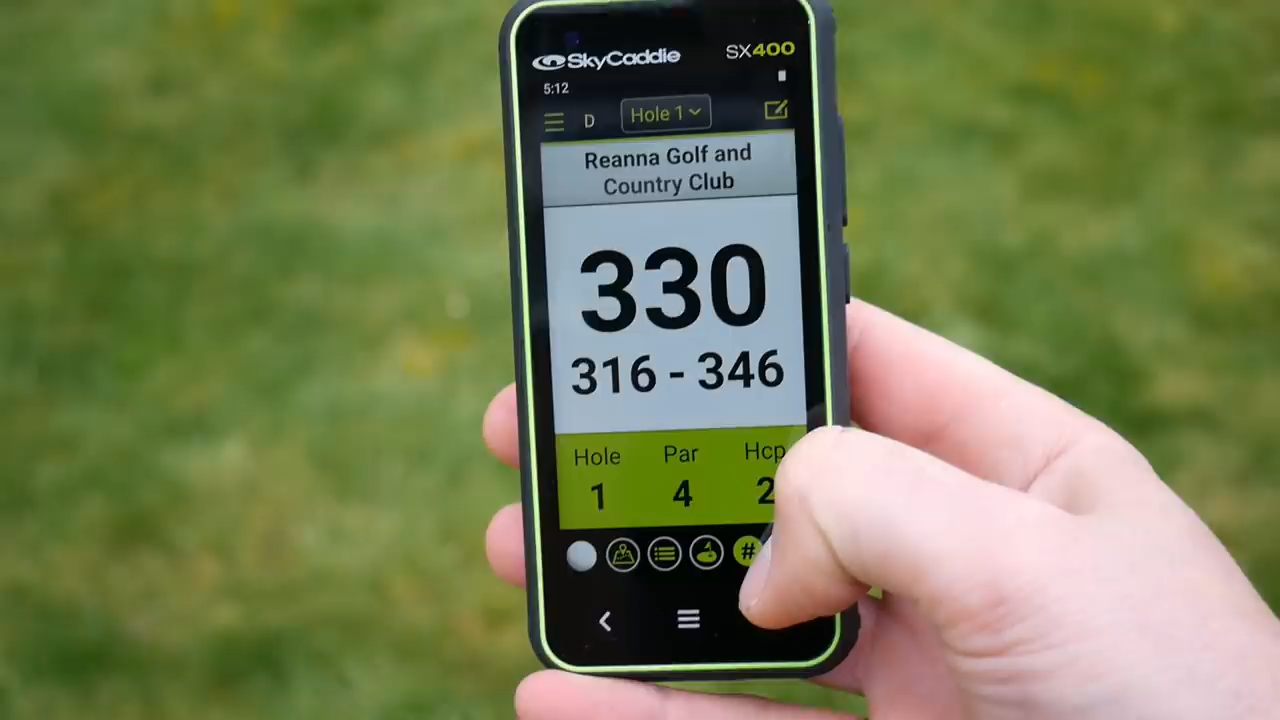 SkyCaddie SX400
5:12
D Hole 1
Reanna Golf and
Country Club
330
316 - 346
Hole Par Hcp
1 4 2
#